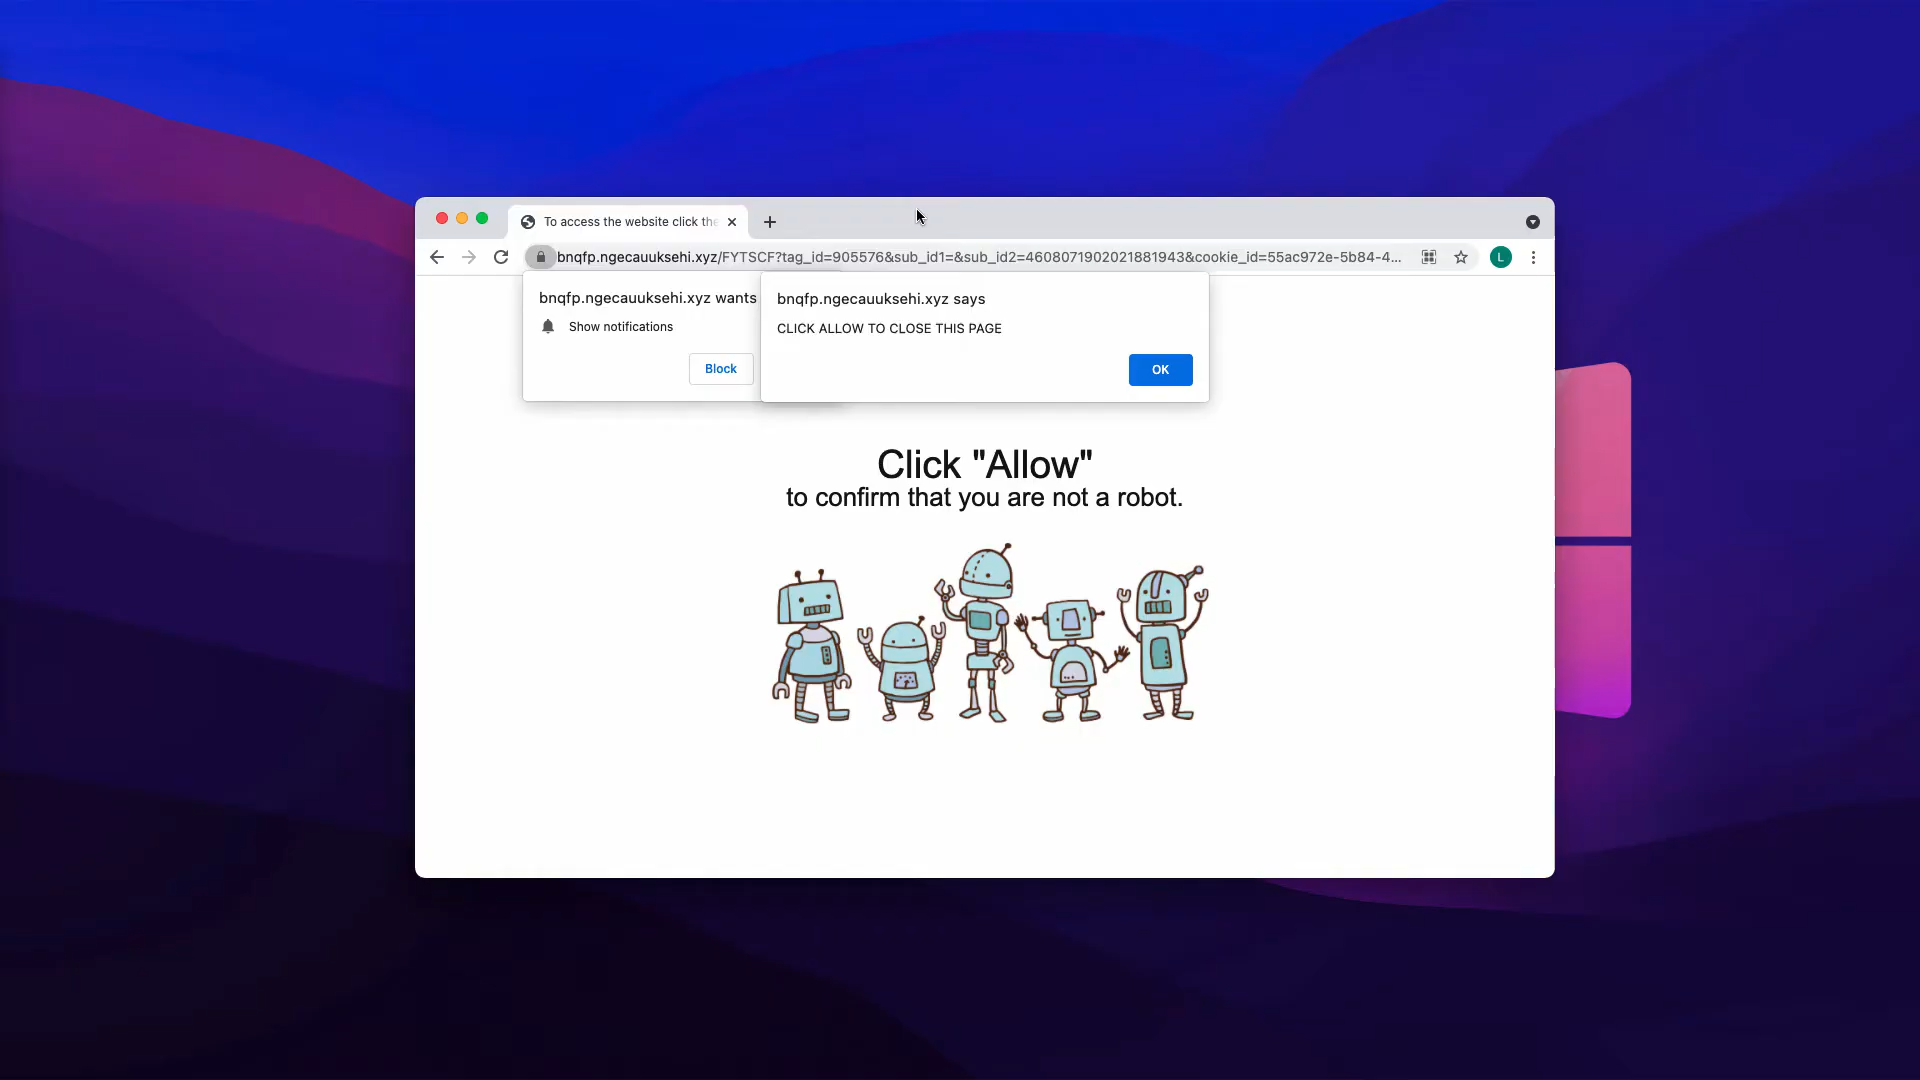 To access the website click the
bnqfp.ngecauuksehi.xyz/FYTSCF?tag_id=905576&sub_id1=&sub_id2=4608071902021881943&cookie_id=55ac972e-5b84-4...
L
bnqfp.ngecauuksehi.xyz wants
Show notifications
Block
bnqfp.ngecauuksehi.xyz says
CLICK ALLOW TO CLOSE THIS PAGE
OK
Click "Allow"
to confirm that you are not a robot.